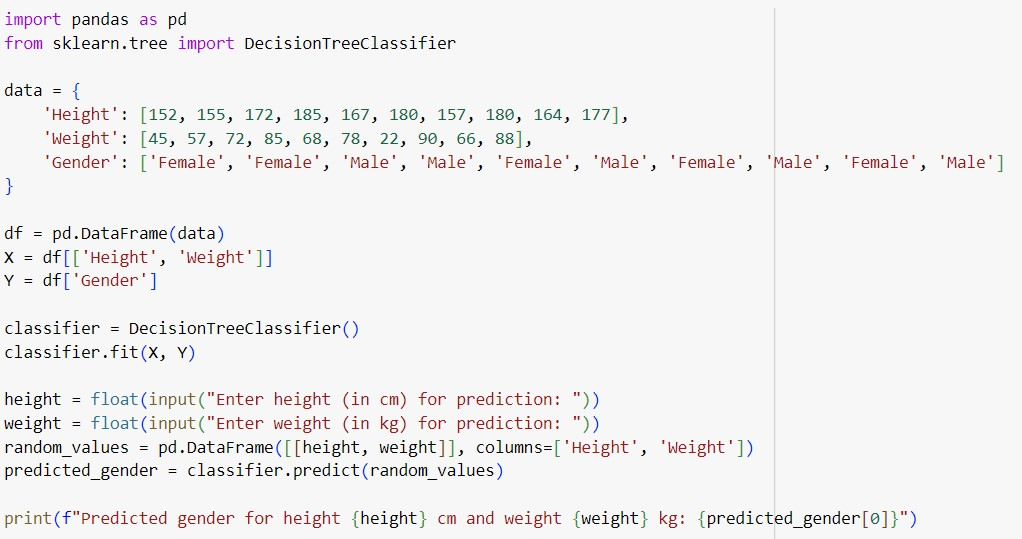 import pandas as pd
from sklearn.tree import DecisionTreeClassifier
data = {
    'Height': [152, 155, 172, 185, 167, 180, 157, 180, 164, 177],
    'Weight': [45, 57, 72, 85, 68, 78, 22, 90, 66, 88],
    'Gender': ['Female', 'Female', 'Male', 'Male', 'Female', 'Male', 'Female', 'Male', 'Female', 'Male']
}
df = pd.DataFrame(data)
X = df[['Height', 'Weight']]
Y = df['Gender']
classifier = DecisionTreeClassifier()
classifier.fit(X, Y)
height = float(input("Enter height (in cm) for prediction: "))
weight = float(input("Enter weight (in kg) for prediction: "))
random_values = pd.DataFrame([[height, weight]], columns=['Height', 'Weight'])
predicted_gender = classifier.predict(random_values)
print(f"Predicted gender for height {height} cm and weight {weight} kg: {predicted_gender[0]}")